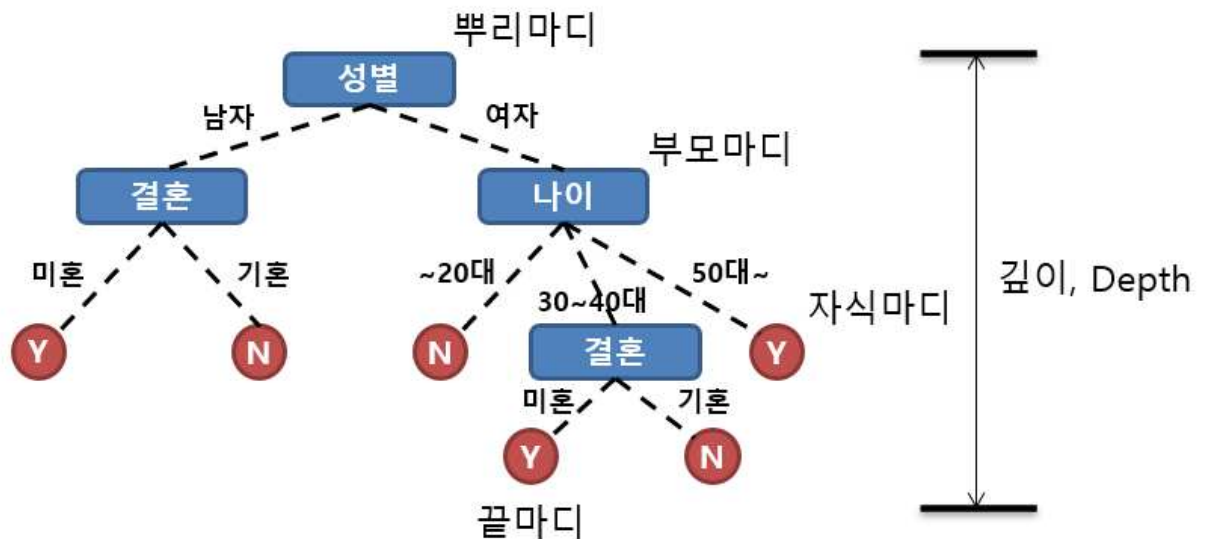 뿌리마디
성별
남자
여자
부모마디
결혼
나이
미혼
기혼
~20대
30~40대
50대~
자식마디
깊이, Depth
Y
N
N
결혼
Y
미혼
기혼
Y
N
끝마디